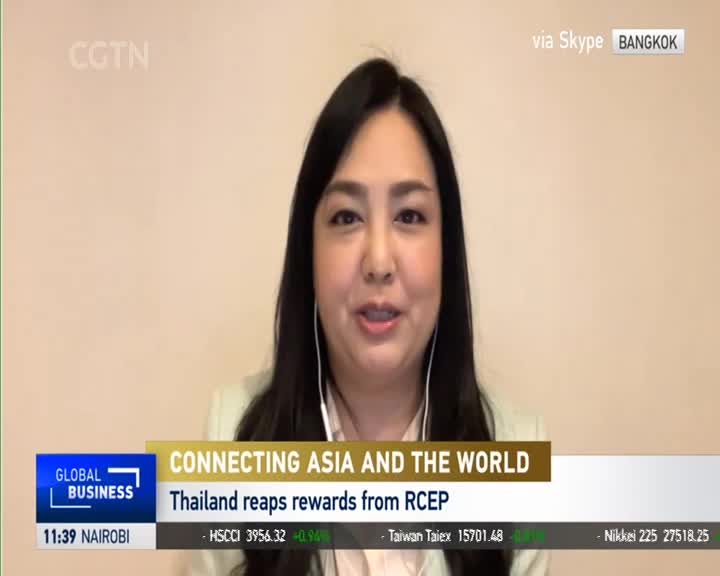 CGTN
via Skype BANGKOK
CONNECTING ASIA AND THE WORLD
GLOBAL
BUSINESS
Thailand reaps rewards from RCEP
11:39 NAIROBI
· HSCCI 3956.32 +0.94% · Taiwan Taiex 15701.48 · Nikkei 225 27518.25